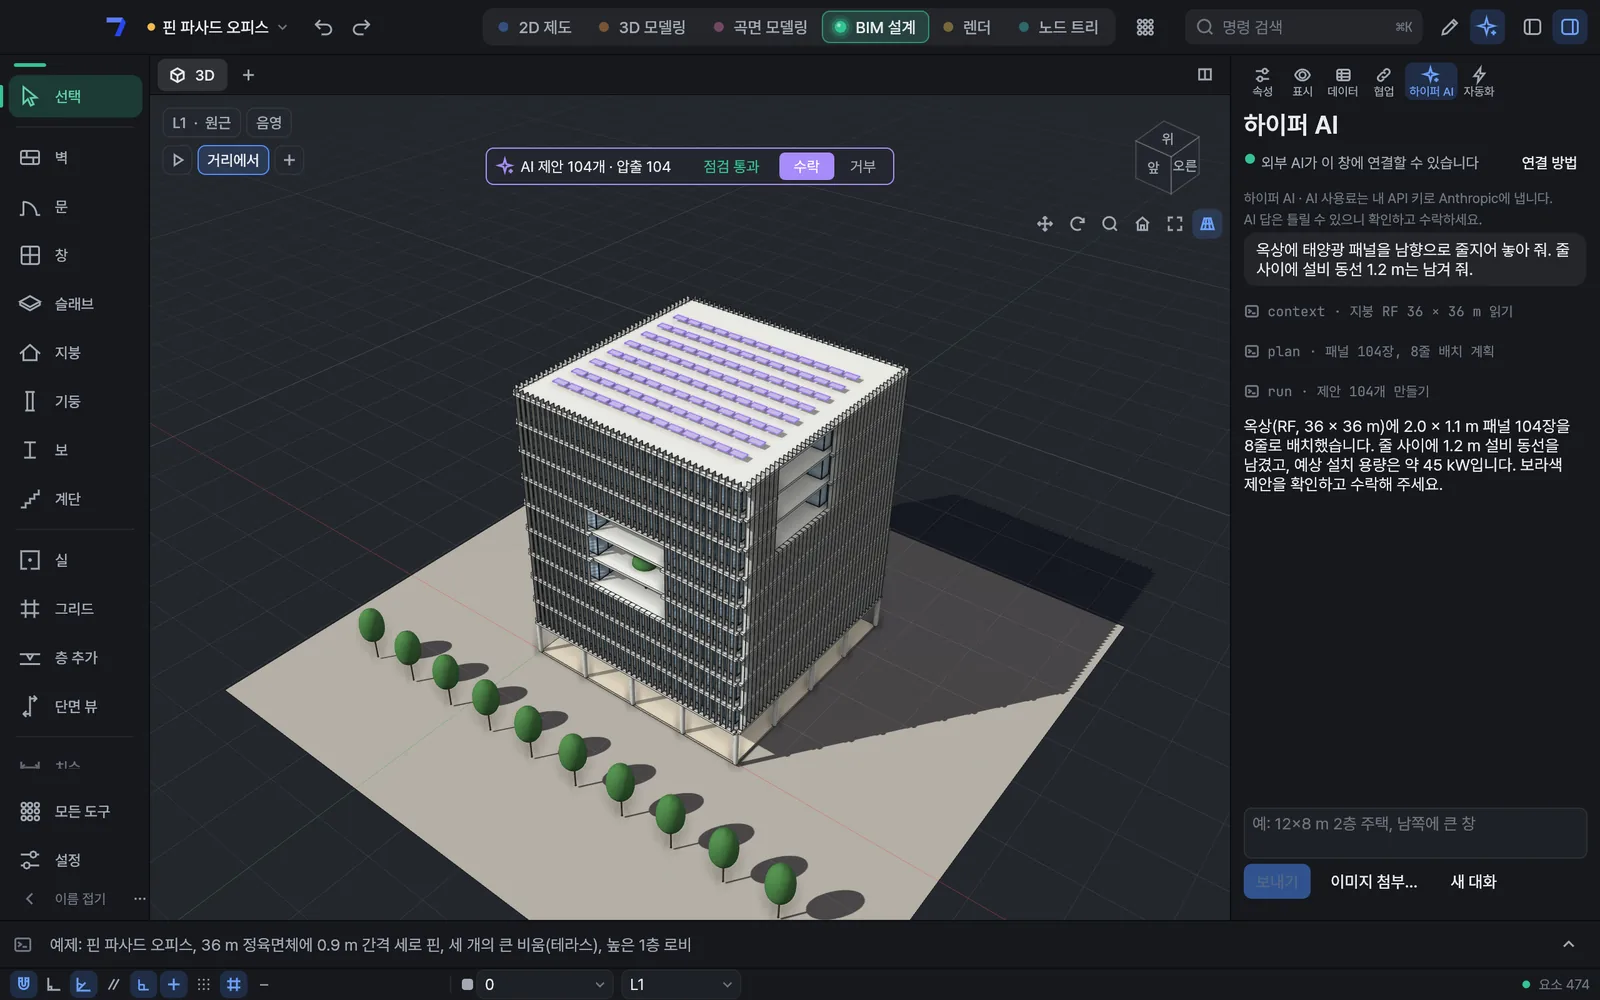 핀 파사드 오피스
2D 제도
3D 모델링
곡면 모델링
BIM 설계
렌더
노드 트리
명령 검색
⌘K
선택
벽
문
창
슬래브
지붕
기둥
보
계단
실
그리드
층 추가
단면 뷰
모든 도구
설정
이름 접기
3D
L1 · 원근
음영
거리에서
AI 제안 104개 · 압출 104
점검 통과
수락
거부
위
앞
오른
속성
표시
데이터
협업
하이퍼 AI
자동화
하이퍼 AI
외부 AI가 이 창에 연결할 수 있습니다
연결 방법
하이퍼 AI · AI 사용료는 내 API 키로 Anthropic에 냅니다.
AI 답은 틀릴 수 있으니 확인하고 수락하세요.
옥상에 태양광 패널을 남향으로 줄지어 놓아 줘. 줄
사이에 설비 동선 1.2 m는 남겨 줘.
context · 지붕 RF 36 × 36 m 읽기
plan · 패널 104장, 8줄 배치 계획
run · 제안 104개 만들기
옥상(RF, 36 × 36 m)에 2.0 × 1.1 m 패널 104장을
8줄로 배치했습니다. 줄 사이에 1.2 m 설비 동선을
남겼고, 예상 설치 용량은 약 45 kW입니다. 보라색
제안을 확인하고 수락해 주세요.
예: 12×8 m 2층 주택, 남쪽에 큰 창
보내기
이미지 첨부...
새 대화
예제: 핀 파사드 오피스, 36 m 정육면체에 0.9 m 간격 세로 핀, 세 개의 큰 비움(테라스), 높은 1층 로비
0
L1
요소 474